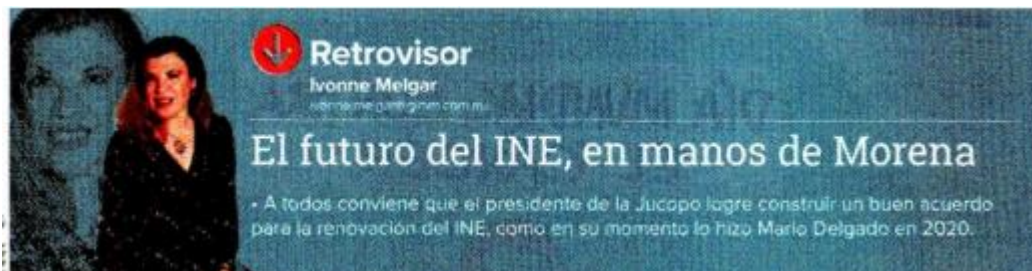 Retrovisor
Ivonne Melgar
El futuro del INE, en manos de Morena
• A todos conviene que el presidente de la Jucopo logre construir un buen acuerdo
para la renovación del INE, como en su momento lo hizo Mario Delgado en 2020.